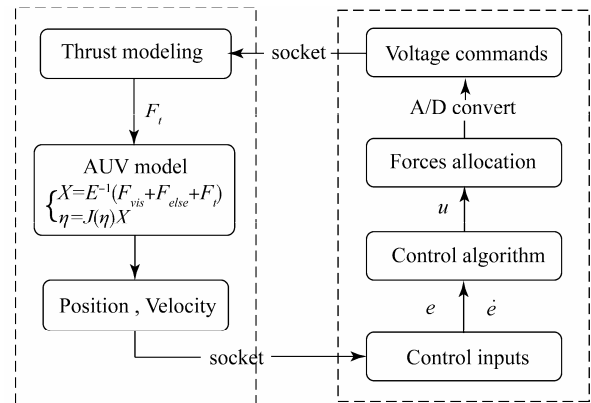 Thrust modeling
socket
Voltage commands
F_t
A/D convert
AUV model
Forces allocation
{X=E⁻¹(F_vis+F_else+F_t)
η=J(η)X
u
Control algorithm
Position , Velocity
e ė
socket
Control inputs